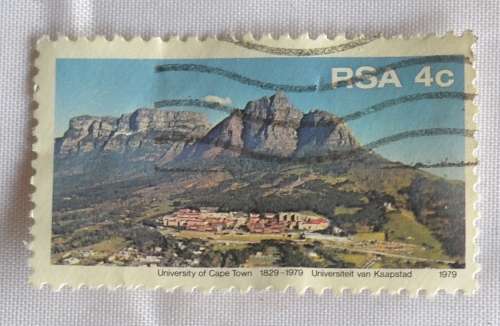 RSA 4c
University of Cape Town 1829-1979 Universiteit van Kaapstad 1979